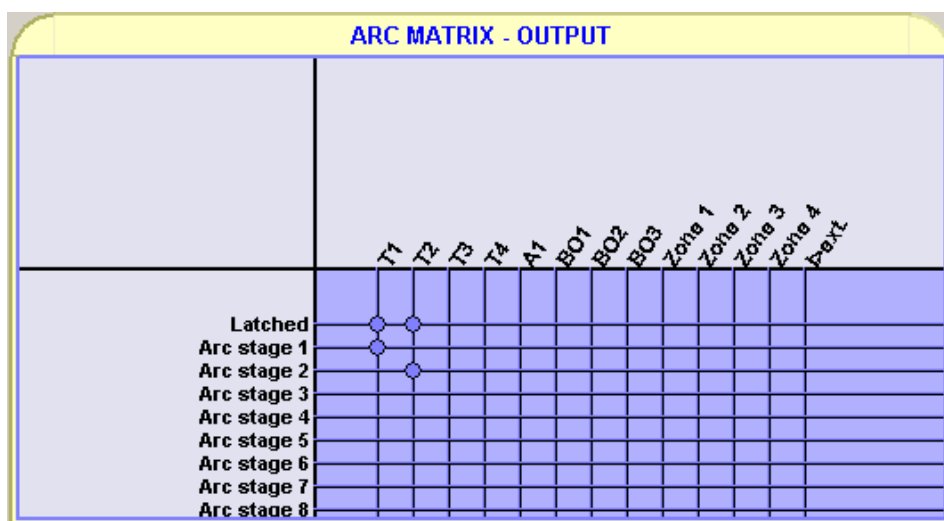 ARC MATRIX - OUTPUT
T1
T2
T3
T4
A1
BO1
BO2
BO3
Zone 1
Zone 2
Zone 3
Zone 4
I>ext
Latched
Arc stage 1
Arc stage 2
Arc stage 3
Arc stage 4
Arc stage 5
Arc stage 6
Arc stage 7
Arc stage 8